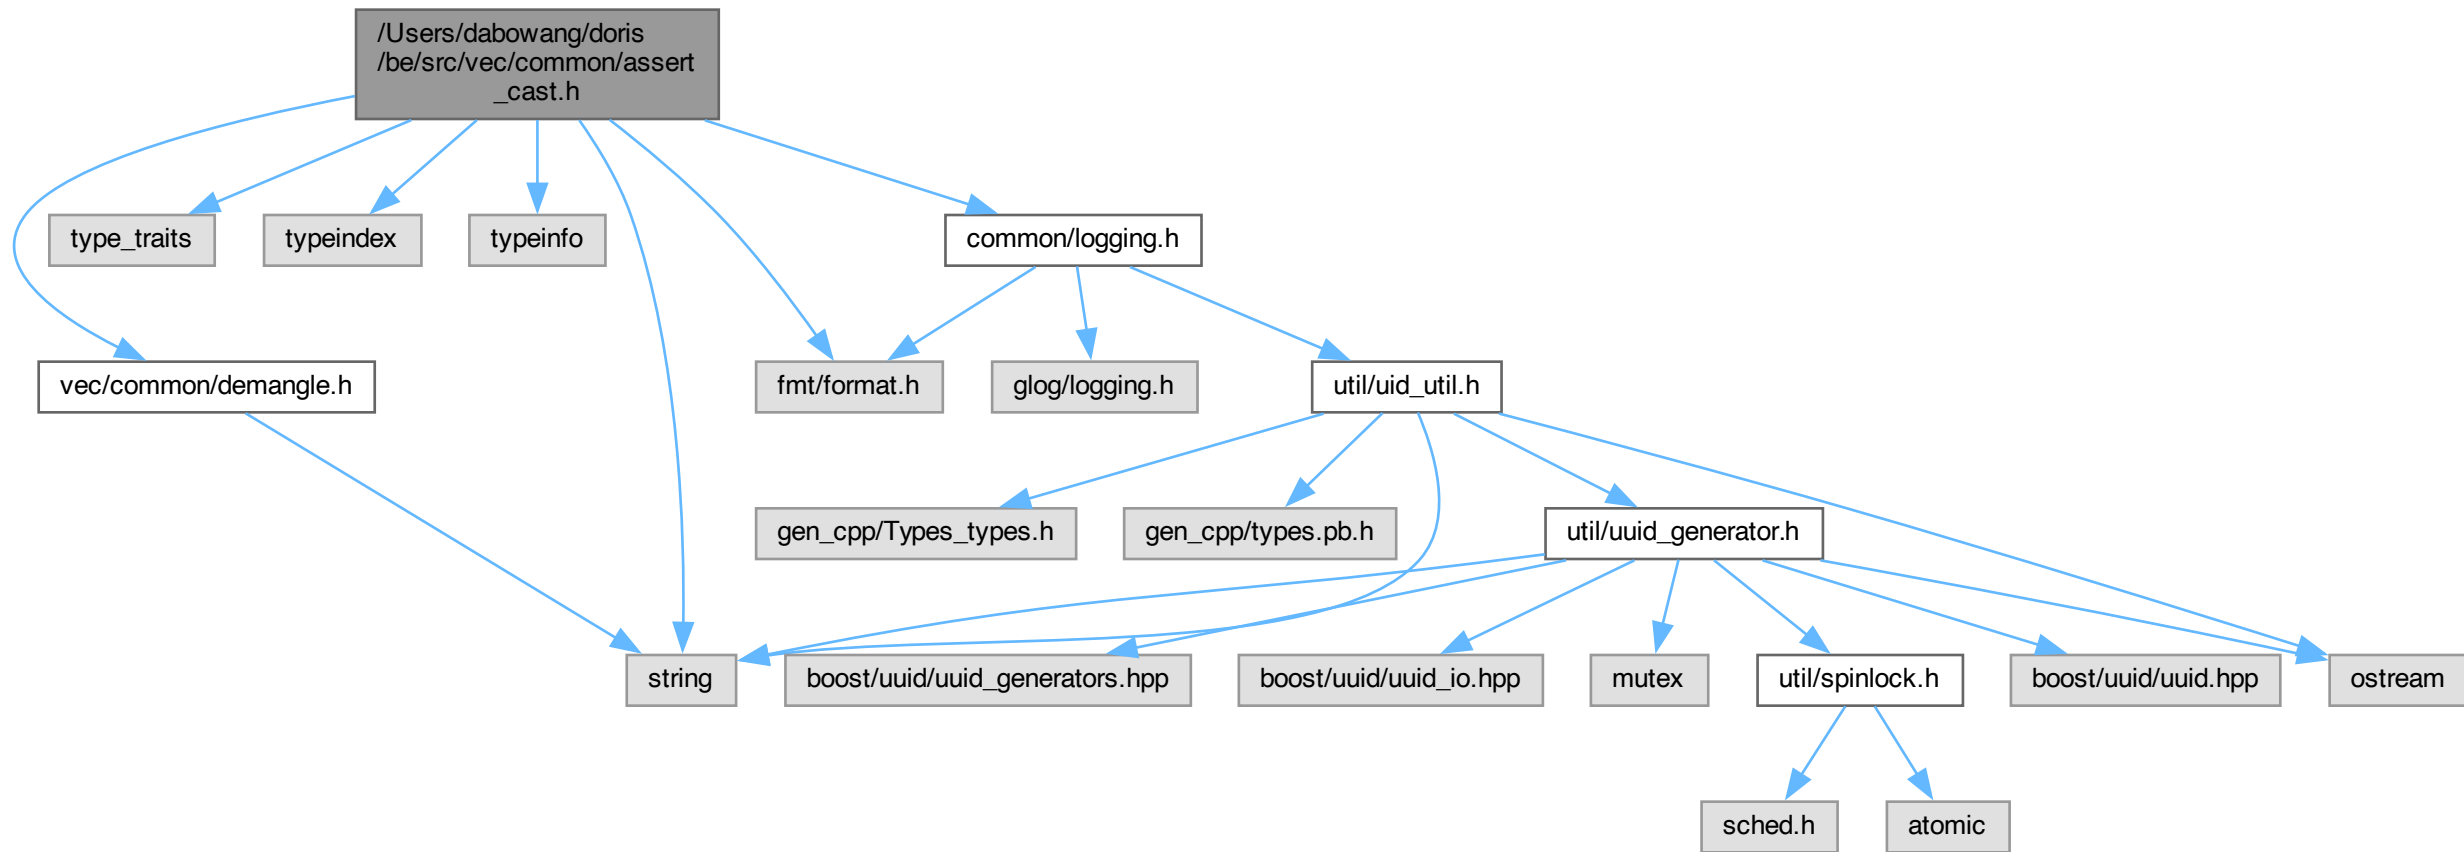 /Users/dabowang/doris
/be/src/vec/common/assert
_cast.h
type_traits
typeindex
typeinfo
common/logging.h
vec/common/demangle.h
fmt/format.h
glog/logging.h
util/uid_util.h
gen_cpp/Types_types.h
gen_cpp/types.pb.h
util/uuid_generator.h
string
boost/uuid/uuid_generators.hpp
boost/uuid/uuid_io.hpp
mutex
util/spinlock.h
boost/uuid/uuid.hpp
ostream
sched.h
atomic